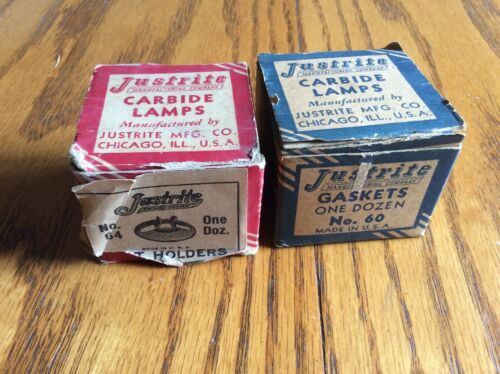 Justrite
MANUFACTURING COMPANY
CARBIDE
LAMPS
Manufactured by
JUSTRITE MFG. CO.
CHICAGO, ILL., U.S.A.
Justrite
No.
64
One
Doz.
MADE IN U.S.A.
HOLDERS
Justrite
MANUFACTURING COMPANY
CARBIDE
LAMPS
Manufactured by
JUSTRITE MFG. CO.
CHICAGO, ILL., U.S.A.
Justrite
MANUFACTURING COMPANY
GASKETS
ONE DOZEN
No. 60
MADE IN U.S.A